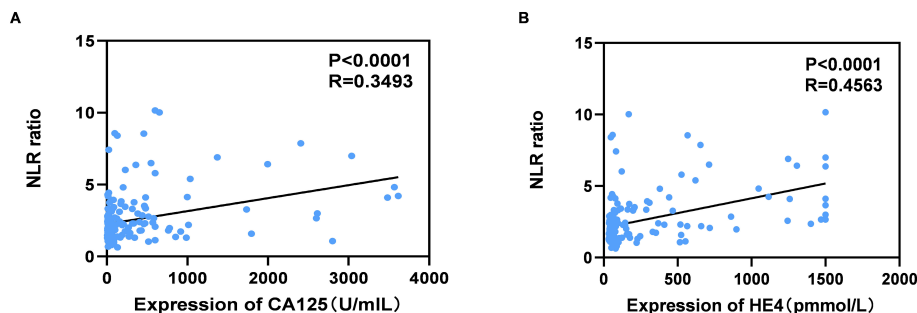 A
15
10
5
0
NLR ratio
P<0.0001
R=0.3493
0 1000 2000 3000 4000
Expression of CA125(U/mlL)
B
15
10
5
0
NLR ratio
P<0.0001
R=0.4563
0 500 1000 1500 2000
Expression of HE4(pmmol/L)